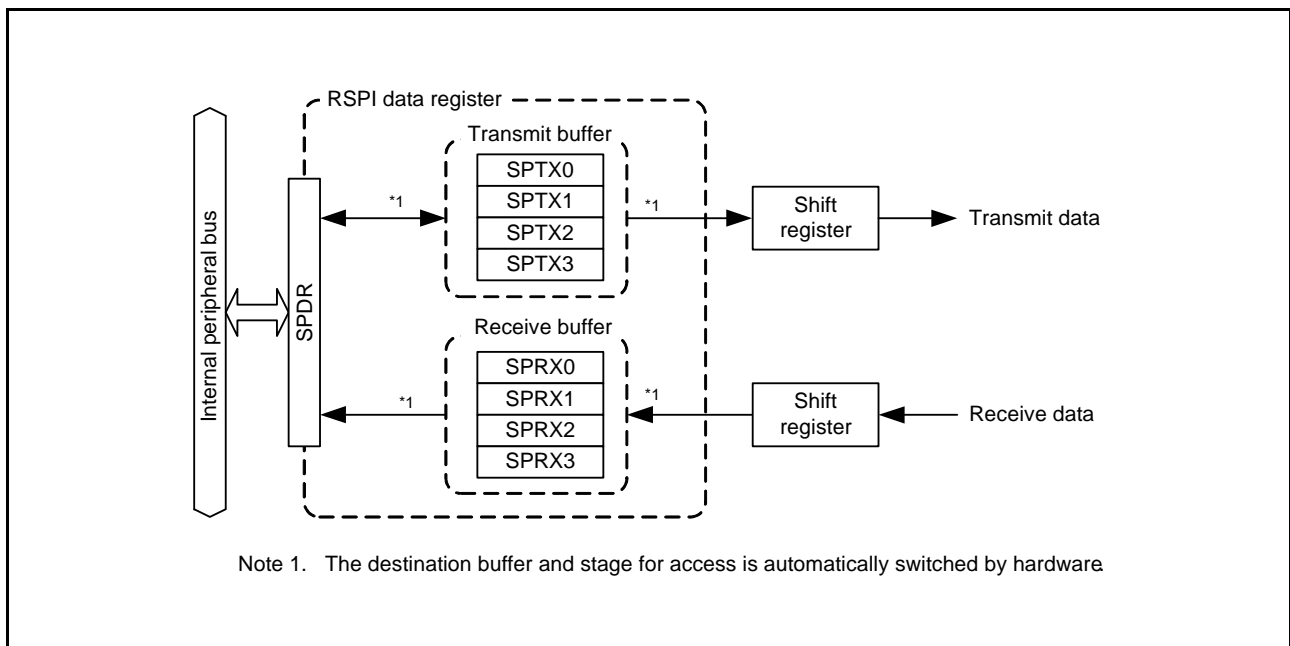 RSPI data register
Transmit buffer
SPTX0
SPTX1
SPTX2
SPTX3
*1
*1
Shift
register
Transmit data
Internal peripheral bus
SPDR
Receive buffer
SPRX0
SPRX1
SPRX2
SPRX3
*1
*1
Shift
register
Receive data
Note 1. The destination buffer and stage for access is automatically switched by hardware.